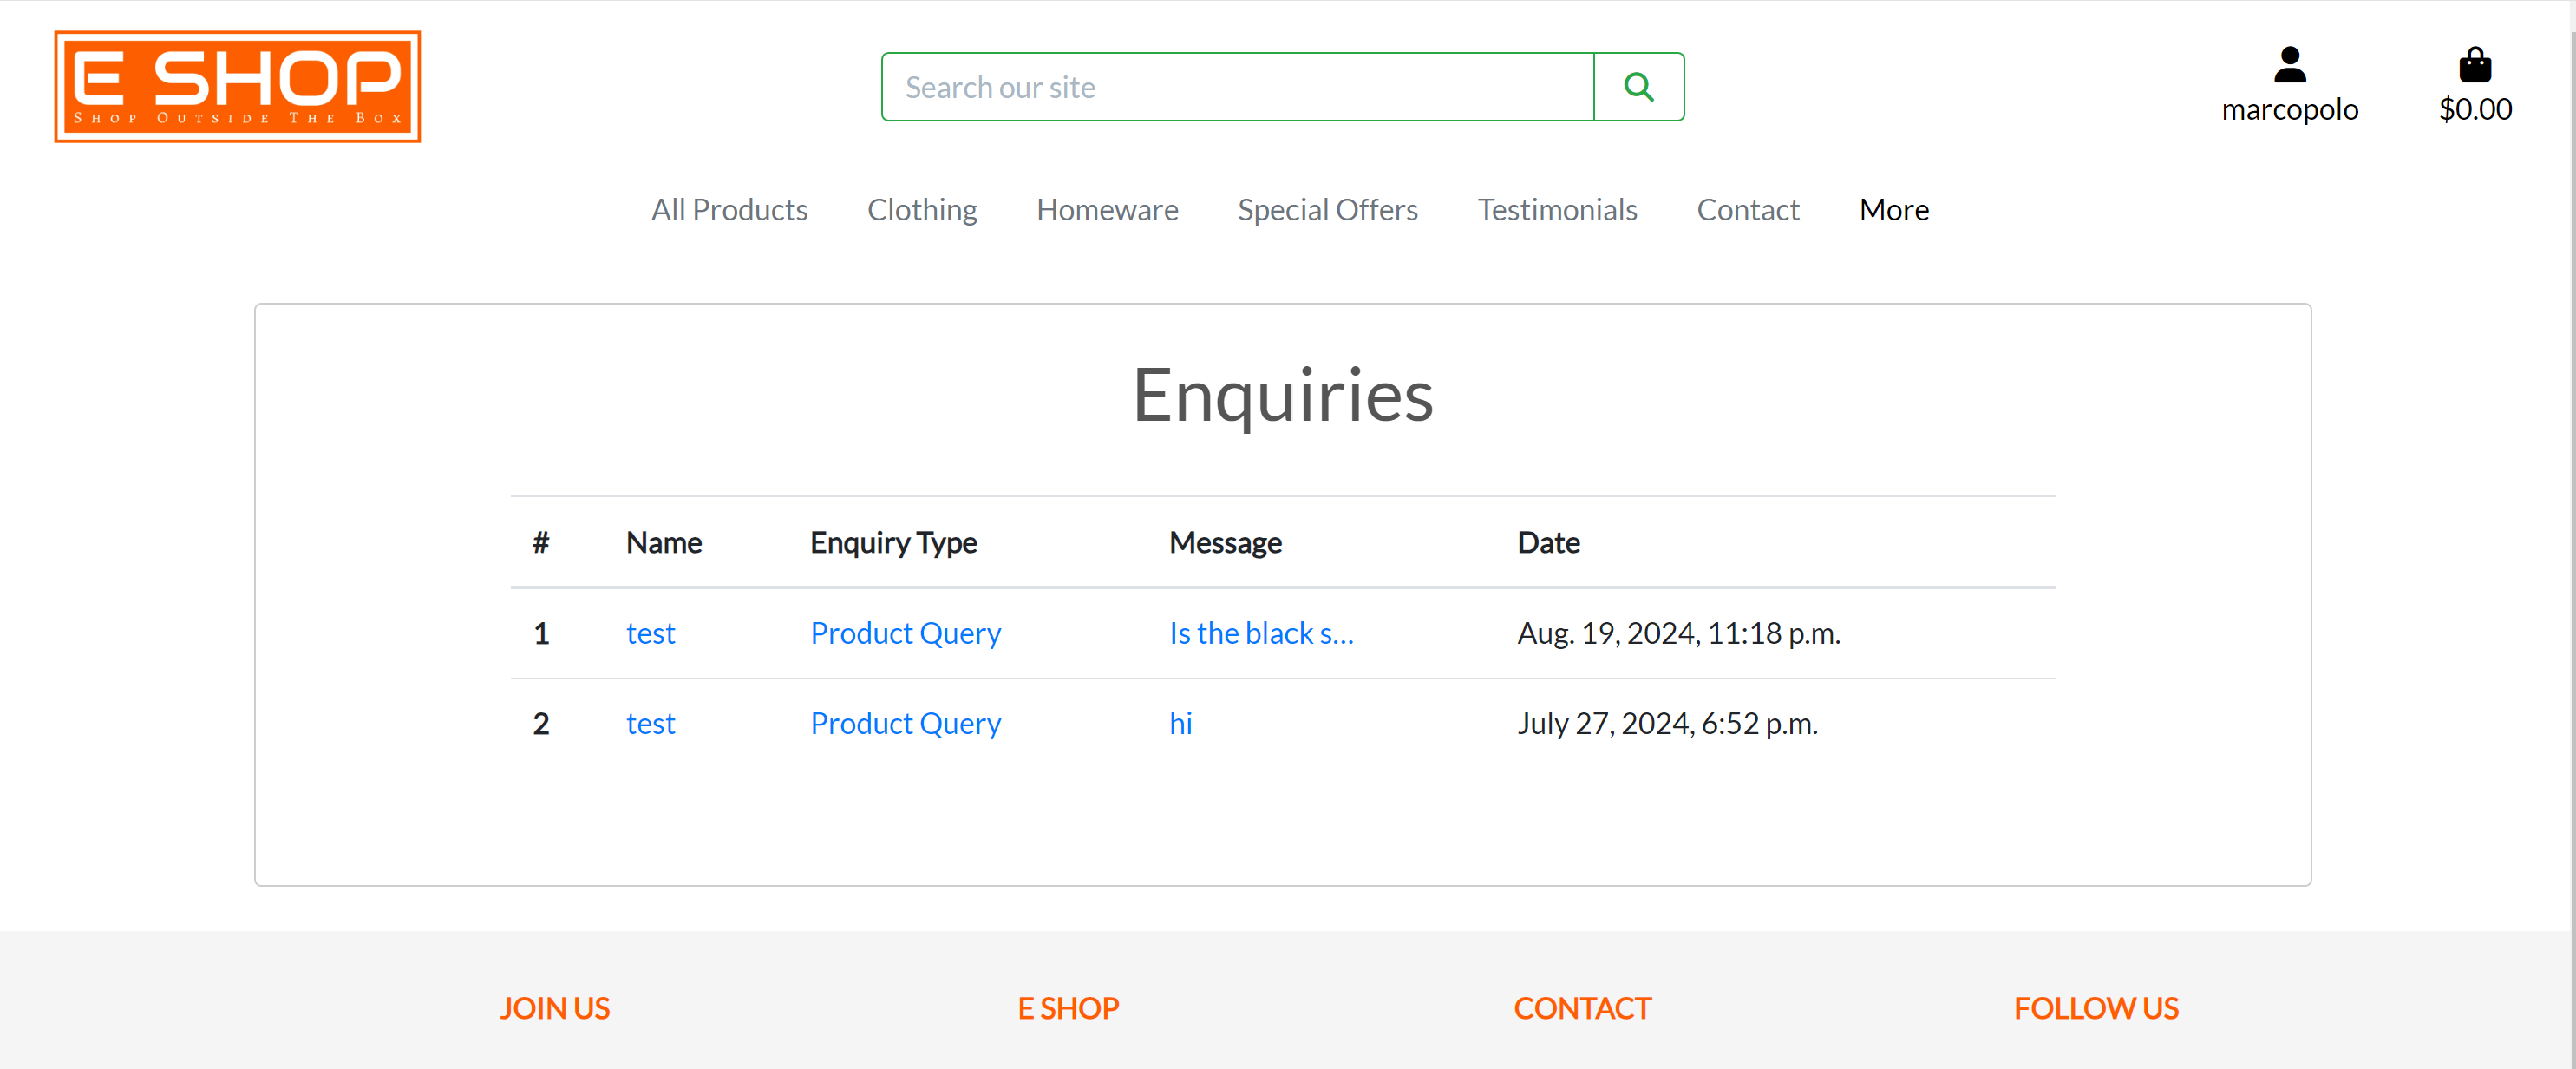 E SHOP
Shop Outside The Box
Search our site
marcopolo
$0.00
All Products Clothing Homeware Special Offers Testimonials Contact More
Enquiries
# Name Enquiry Type Message Date
1 test Product Query Is the black s... Aug. 19, 2024, 11:18 p.m.
2 test Product Query hi July 27, 2024, 6:52 p.m.
JOIN US E SHOP CONTACT FOLLOW US